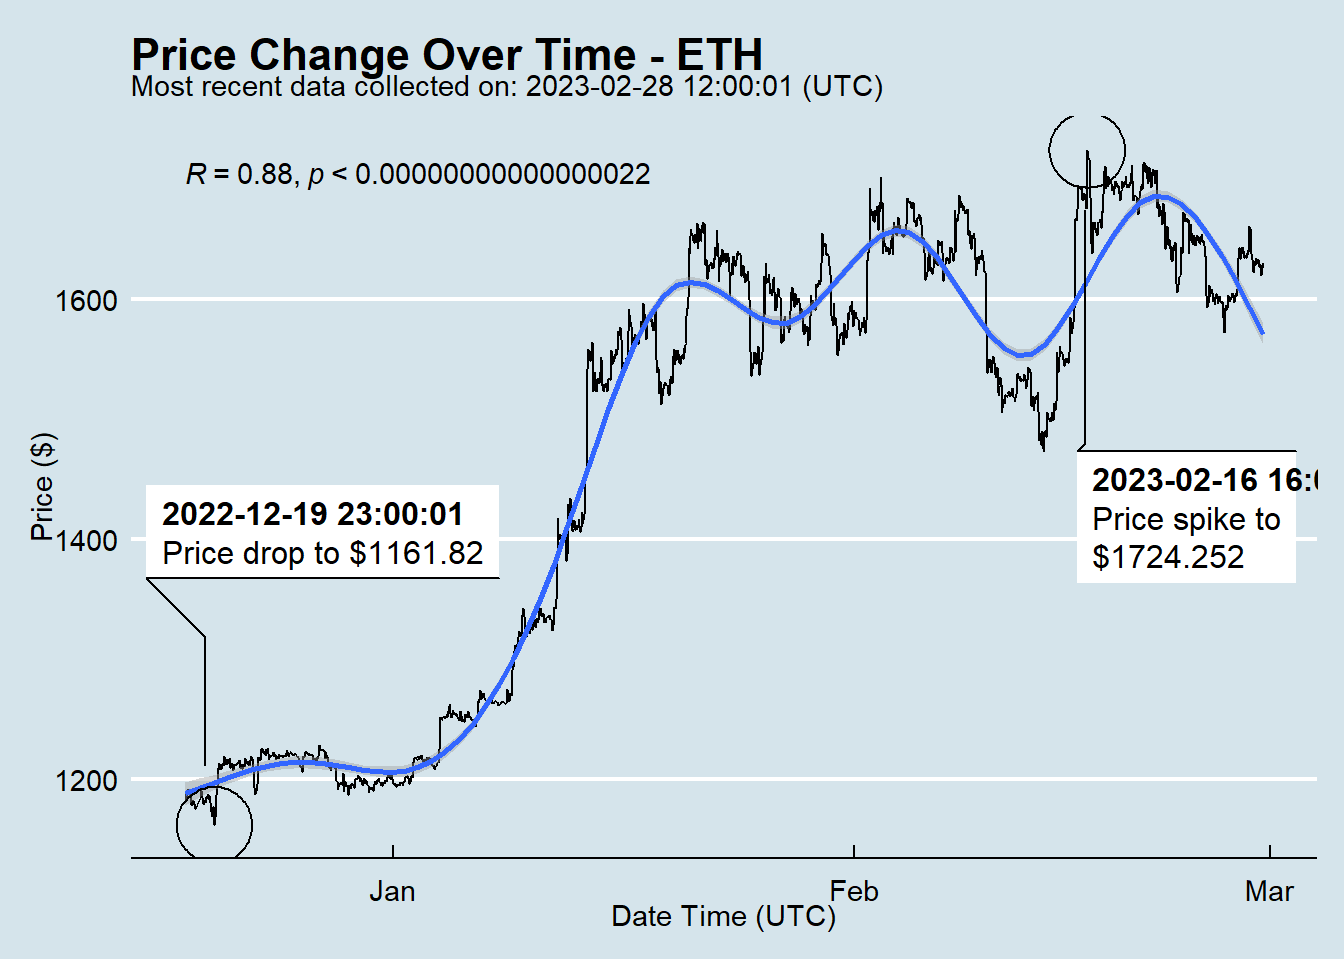 Price Change Over Time - ETH
Most recent data collected on: 2023-02-28 12:00:01 (UTC)
R = 0.88, p < 0.00000000000000022
Price ($)
1600
1400
1200
2022-12-19 23:00:01
Price drop to $1161.82
2023-02-16 16:0
Price spike to
$1724.252
Jan
Feb
Mar
Date Time (UTC)